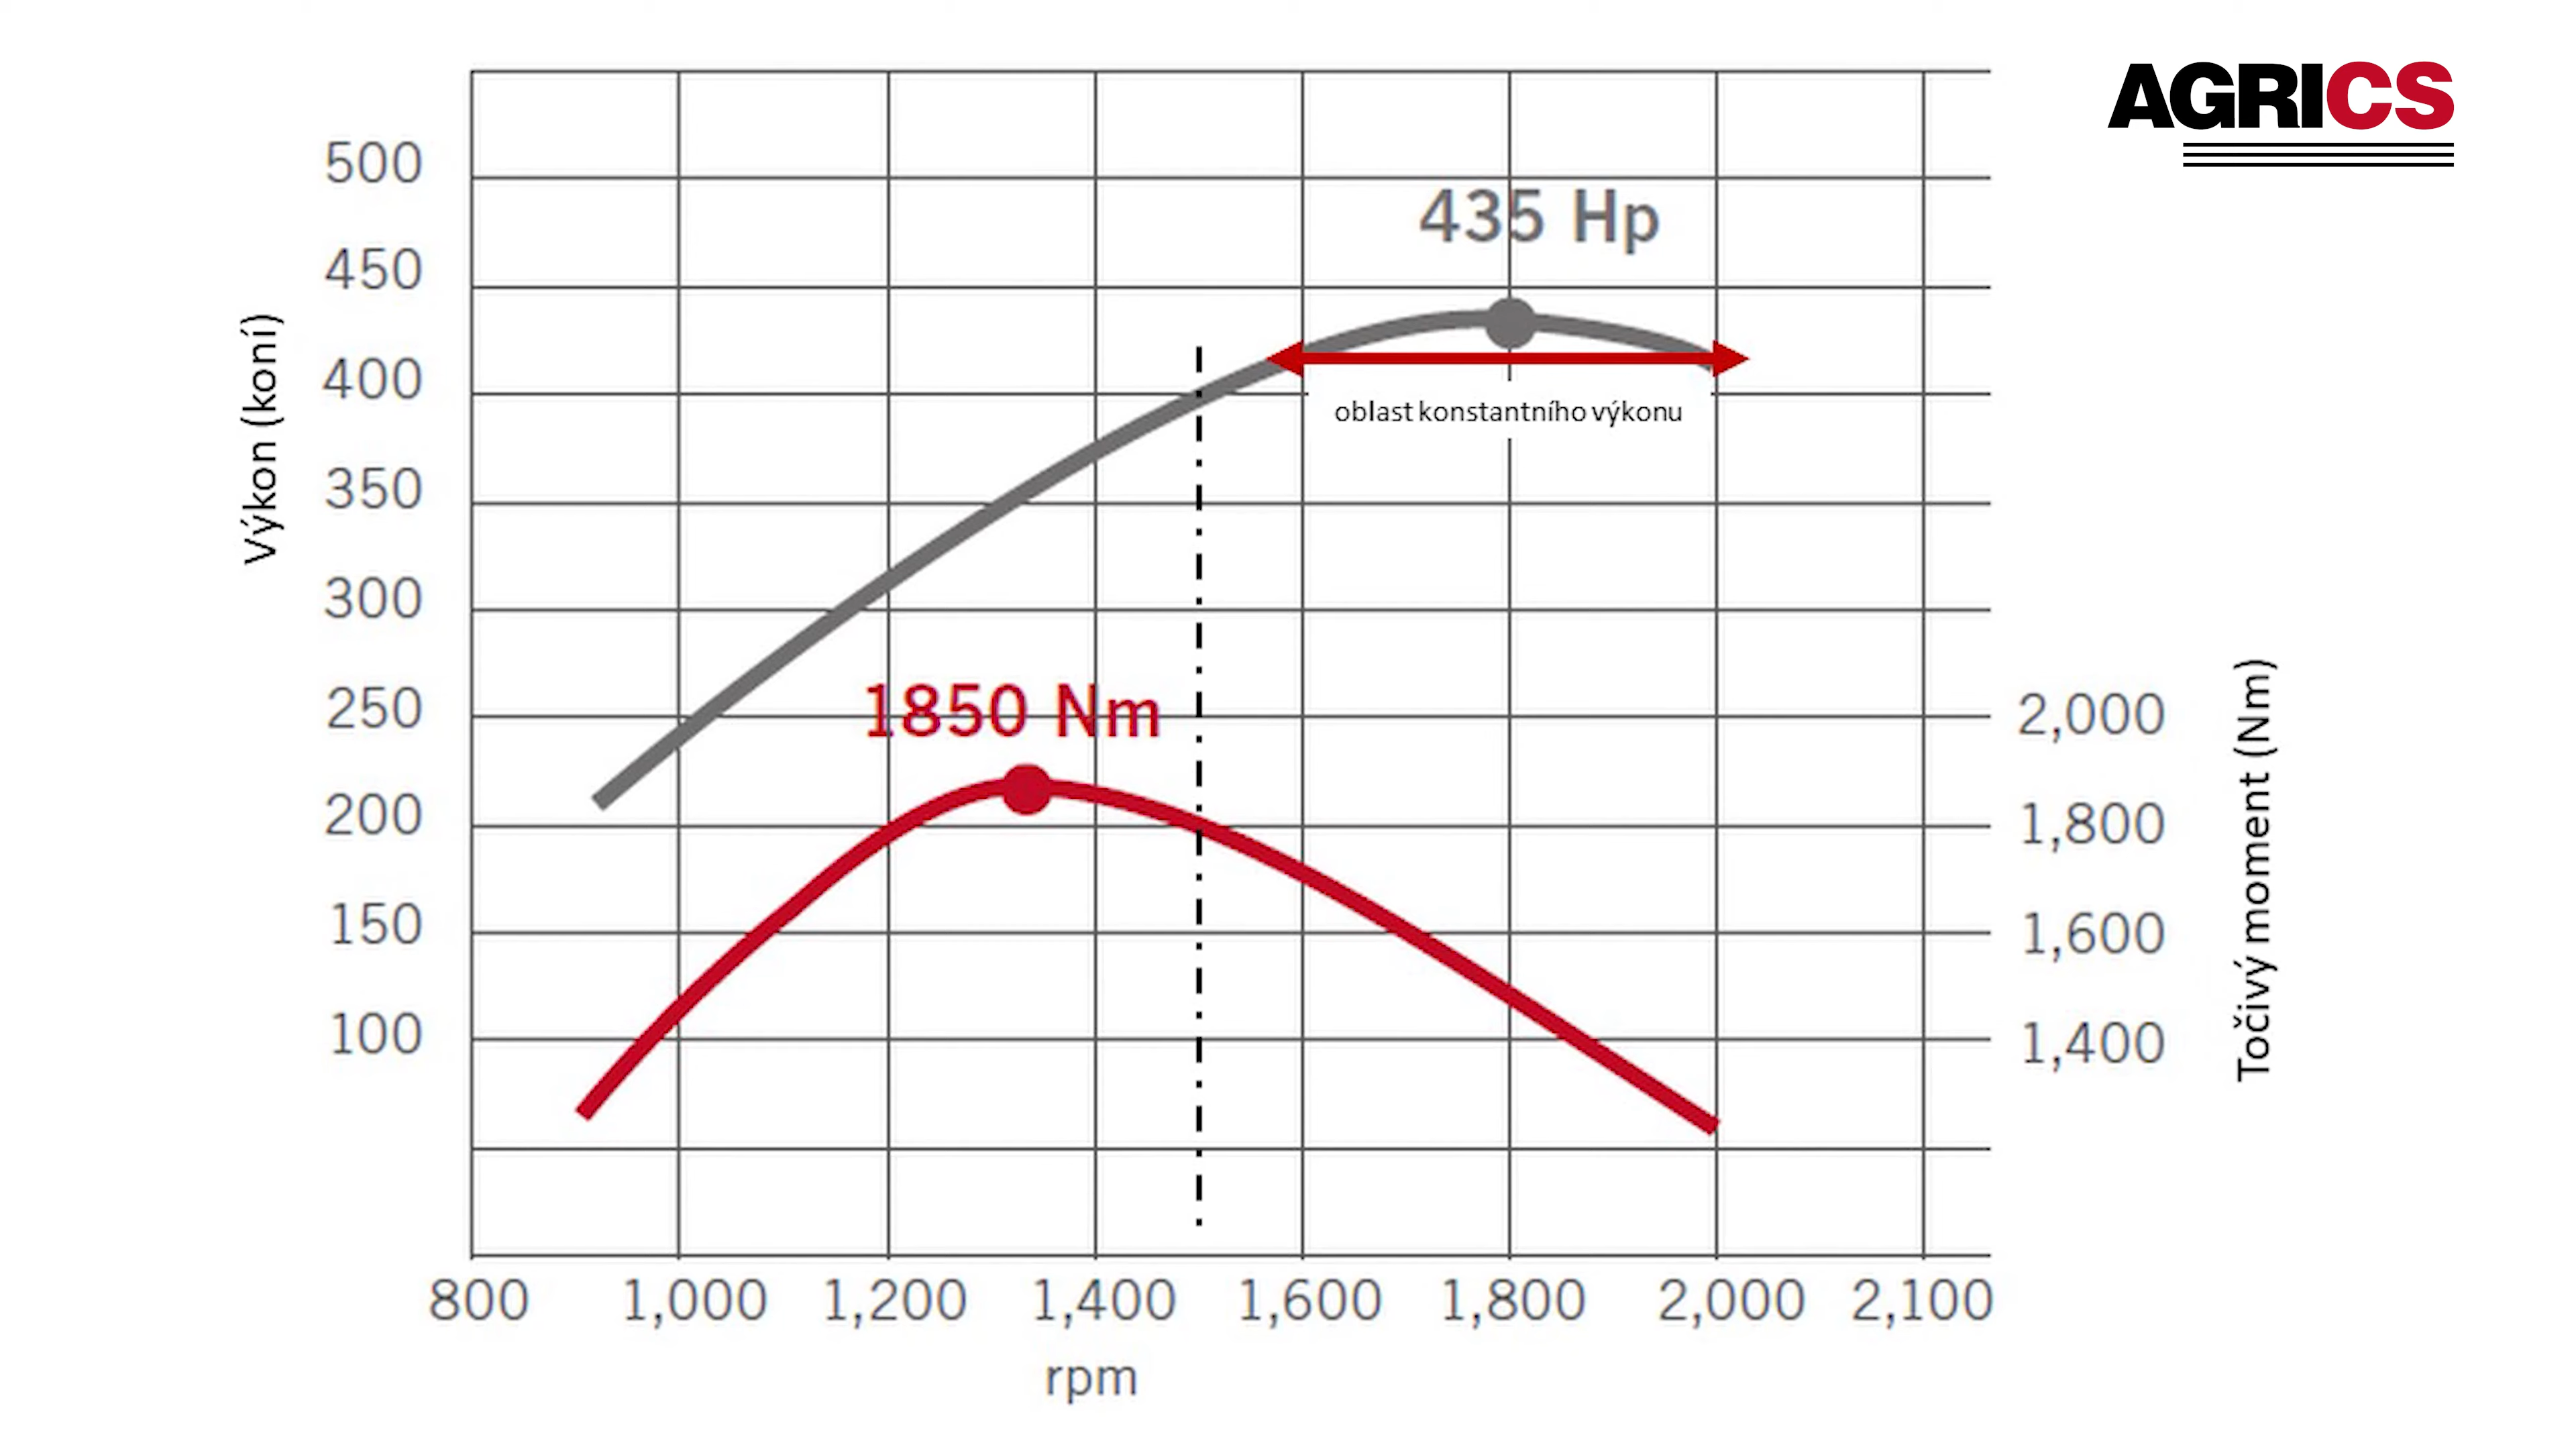 AGRICS
500
450
400
350
300
250
200
150
100
Výkon (koní)
435 Hp
oblast konstantního výkonu
1850 Nm
2,000
1,800
1,600
1,400
Točivý moment (Nm)
800 1,000 1,200 1,400 1,600 1,800 2,000 2,100
rpm